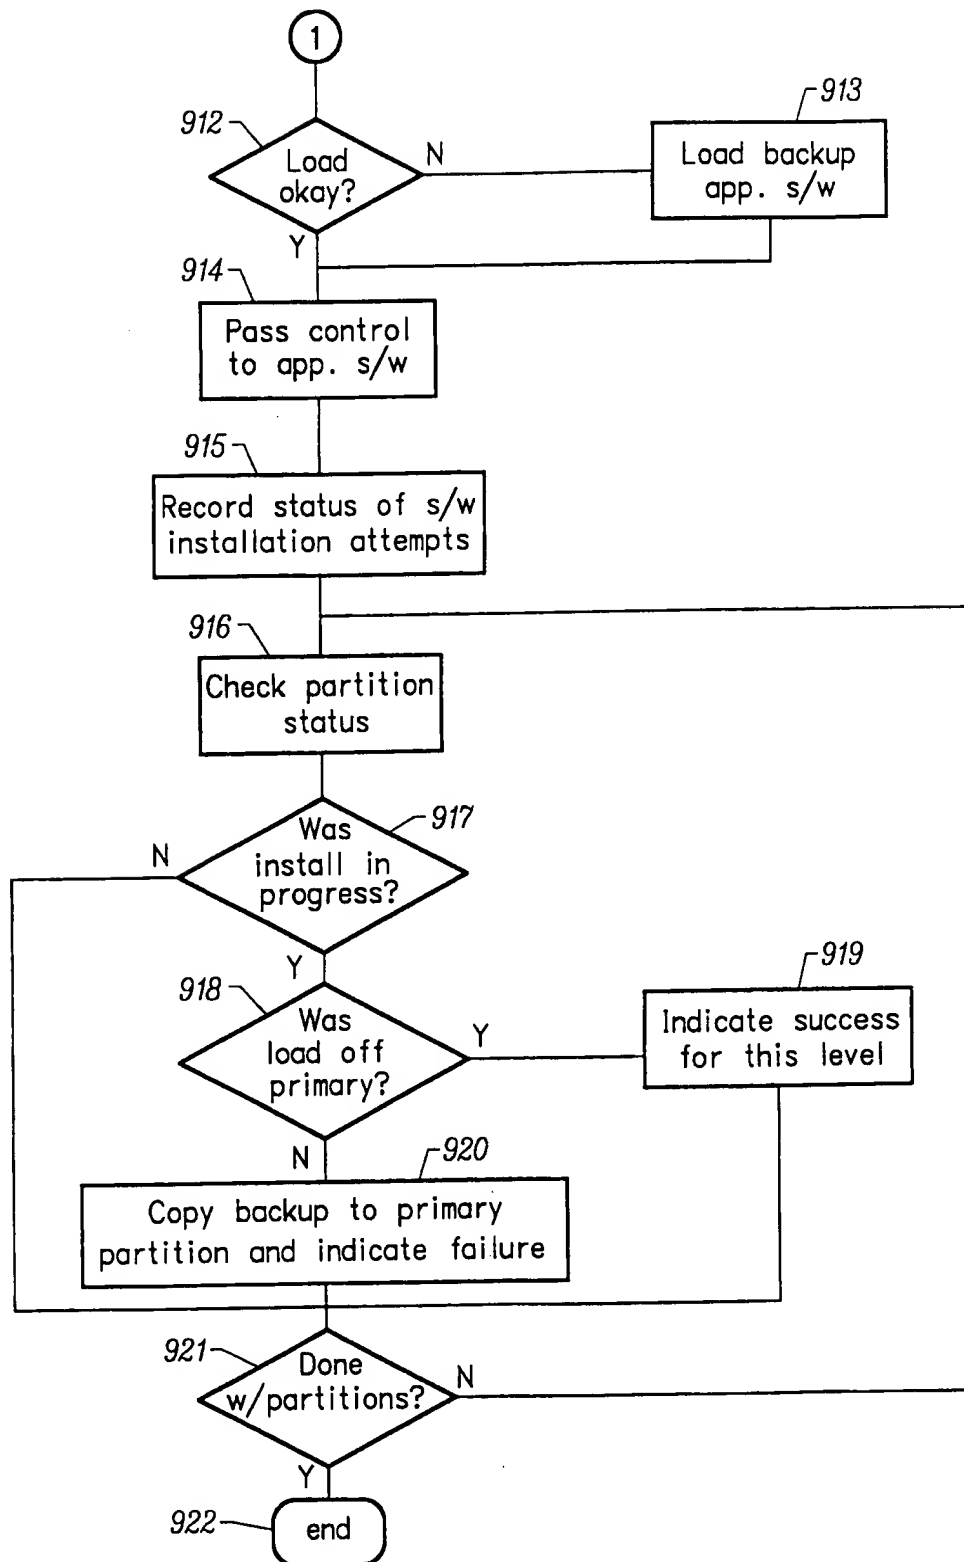 1
912
Load
okay?
N
Y
913
Load backup
app. s/w
914
Pass control
to app. s/w
915
Record status of s/w
installation attempts
916
Check partition
status
917
Was
install in
progress?
N
Y
918
Was
load off
primary?
Y
N
919
Indicate success
for this level
920
Copy backup to primary
partition and indicate failure
921
Done
w/partitions?
N
Y
922
end